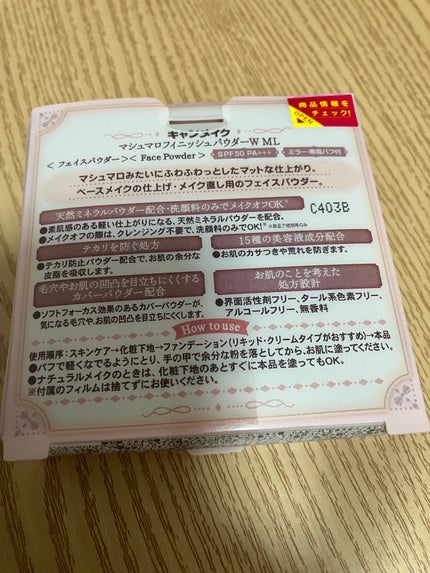 商品情報を
チェック!
OPEN
キャンメイク
マシュマロフィニッシュパウダーW ML
＜フェイスパウダー＞＜Face Powder＞ SPF50 PA+++ ミラー・専用パフ付
マシュマロみたいにふわふわっとしたマットな仕上がり。
ベースメイクの仕上げ・メイク直し用のフェイスパウダー。
天然ミネラルパウダー配合・洗顔料のみでメイクオフOK※
C403B
●素肌感のある軽い仕上がりになる、天然ミネラルパウダーを配合。
●メイクオフの際は、クレンジング不要で、洗顔料のみでOK!※単品で使用時のみ
テカリを防ぐ処方
●テカリ防止パウダー配合で、お肌の余分な
皮脂を吸収します。
15種の美容液成分配合
●お肌のカサつきや荒れを防ぎます。
毛穴やお肌の凹凸を目立ちにくくする
カバーパウダー配合
●ソフトフォーカス効果のあるカバーパウダーが、
気になる毛穴や、お肌の凹凸を目立ちにくくします。
お肌のことを考えた
処方設計
●界面活性剤フリー、タール系色素フリー、
アルコールフリー、無香料
How to use
使用順序:スキンケア→化粧下地→ファンデーション(リキッド・クリームタイプがおすすめ)→本品
●パフで軽くなでるようにとり、手の甲で余分な粉を落としてから、お肌に塗ってください。
●ナチュラルメイクのときは、化粧下地のあとすぐに本品を塗ってもOK。
※付属のフィルムは捨てずにお使いください。